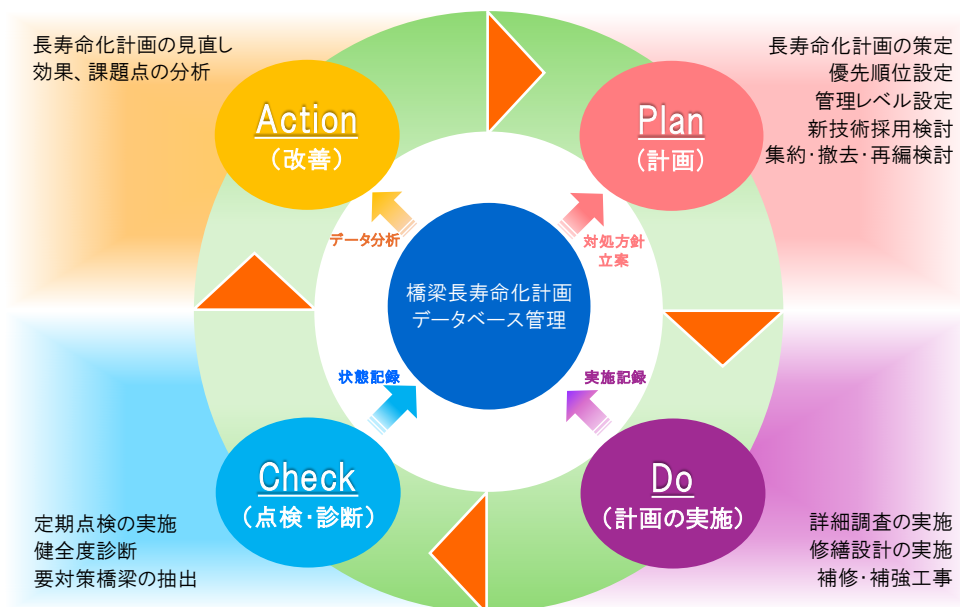 長寿命化計画の見直し
効果、課題点の分析
Action
（改善）
長寿命化計画の策定
優先順位設定
管理レベル設定
新技術採用検討
集約・撤去・再編検討
Plan
（計画）
データ分析
対処方針
立案
橋梁長寿命化計画
データベース管理
状態記録
実施記録
Check
（点検・診断）
定期点検の実施
健全度診断
要対策橋梁の抽出
Do
（計画の実施）
詳細調査の実施
修繕設計の実施
補修・補強工事